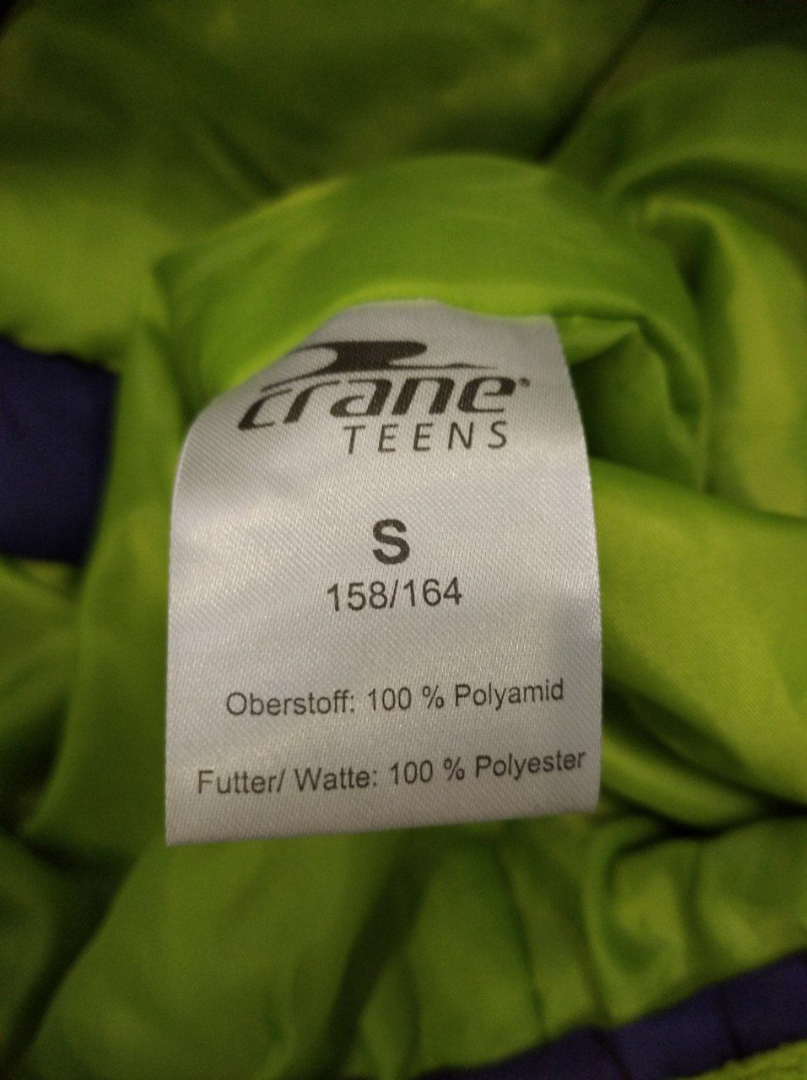 crane®
TEENS
S
158/164
Oberstoff: 100 % Polyamid
Futter/ Watte: 100 % Polyester